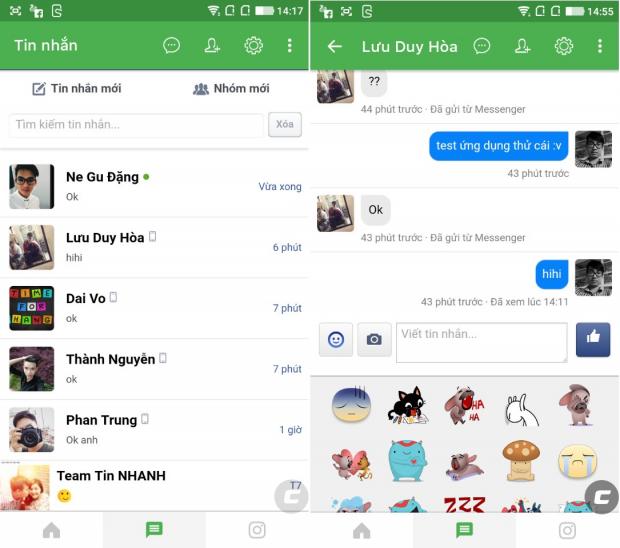 14:17
Tin nhắn
Tin nhắn mới
Nhóm mới
Tìm kiếm tin nhắn...
Xóa
Ne Gu Đặng
Ok
Vừa xong
Lưu Duy Hòa
hihi
6 phút
Dai Vo
ok
7 phút
TIME
FOR
CHANGE
Thành Nguyễn
ok
7 phút
Phan Trung
Ok anh
1 giờ
Team Tin NHANH
T7
14:55
Lưu Duy Hòa
??
44 phút trước · Đã gửi từ Messenger
test ứng dụng thử cái :v
43 phút trước
Ok
43 phút trước · Đã gửi từ Messenger
hihi
43 phút trước · Đã xem lúc 14:11
Viết tin nhắn...
HA
HA
ZZZ